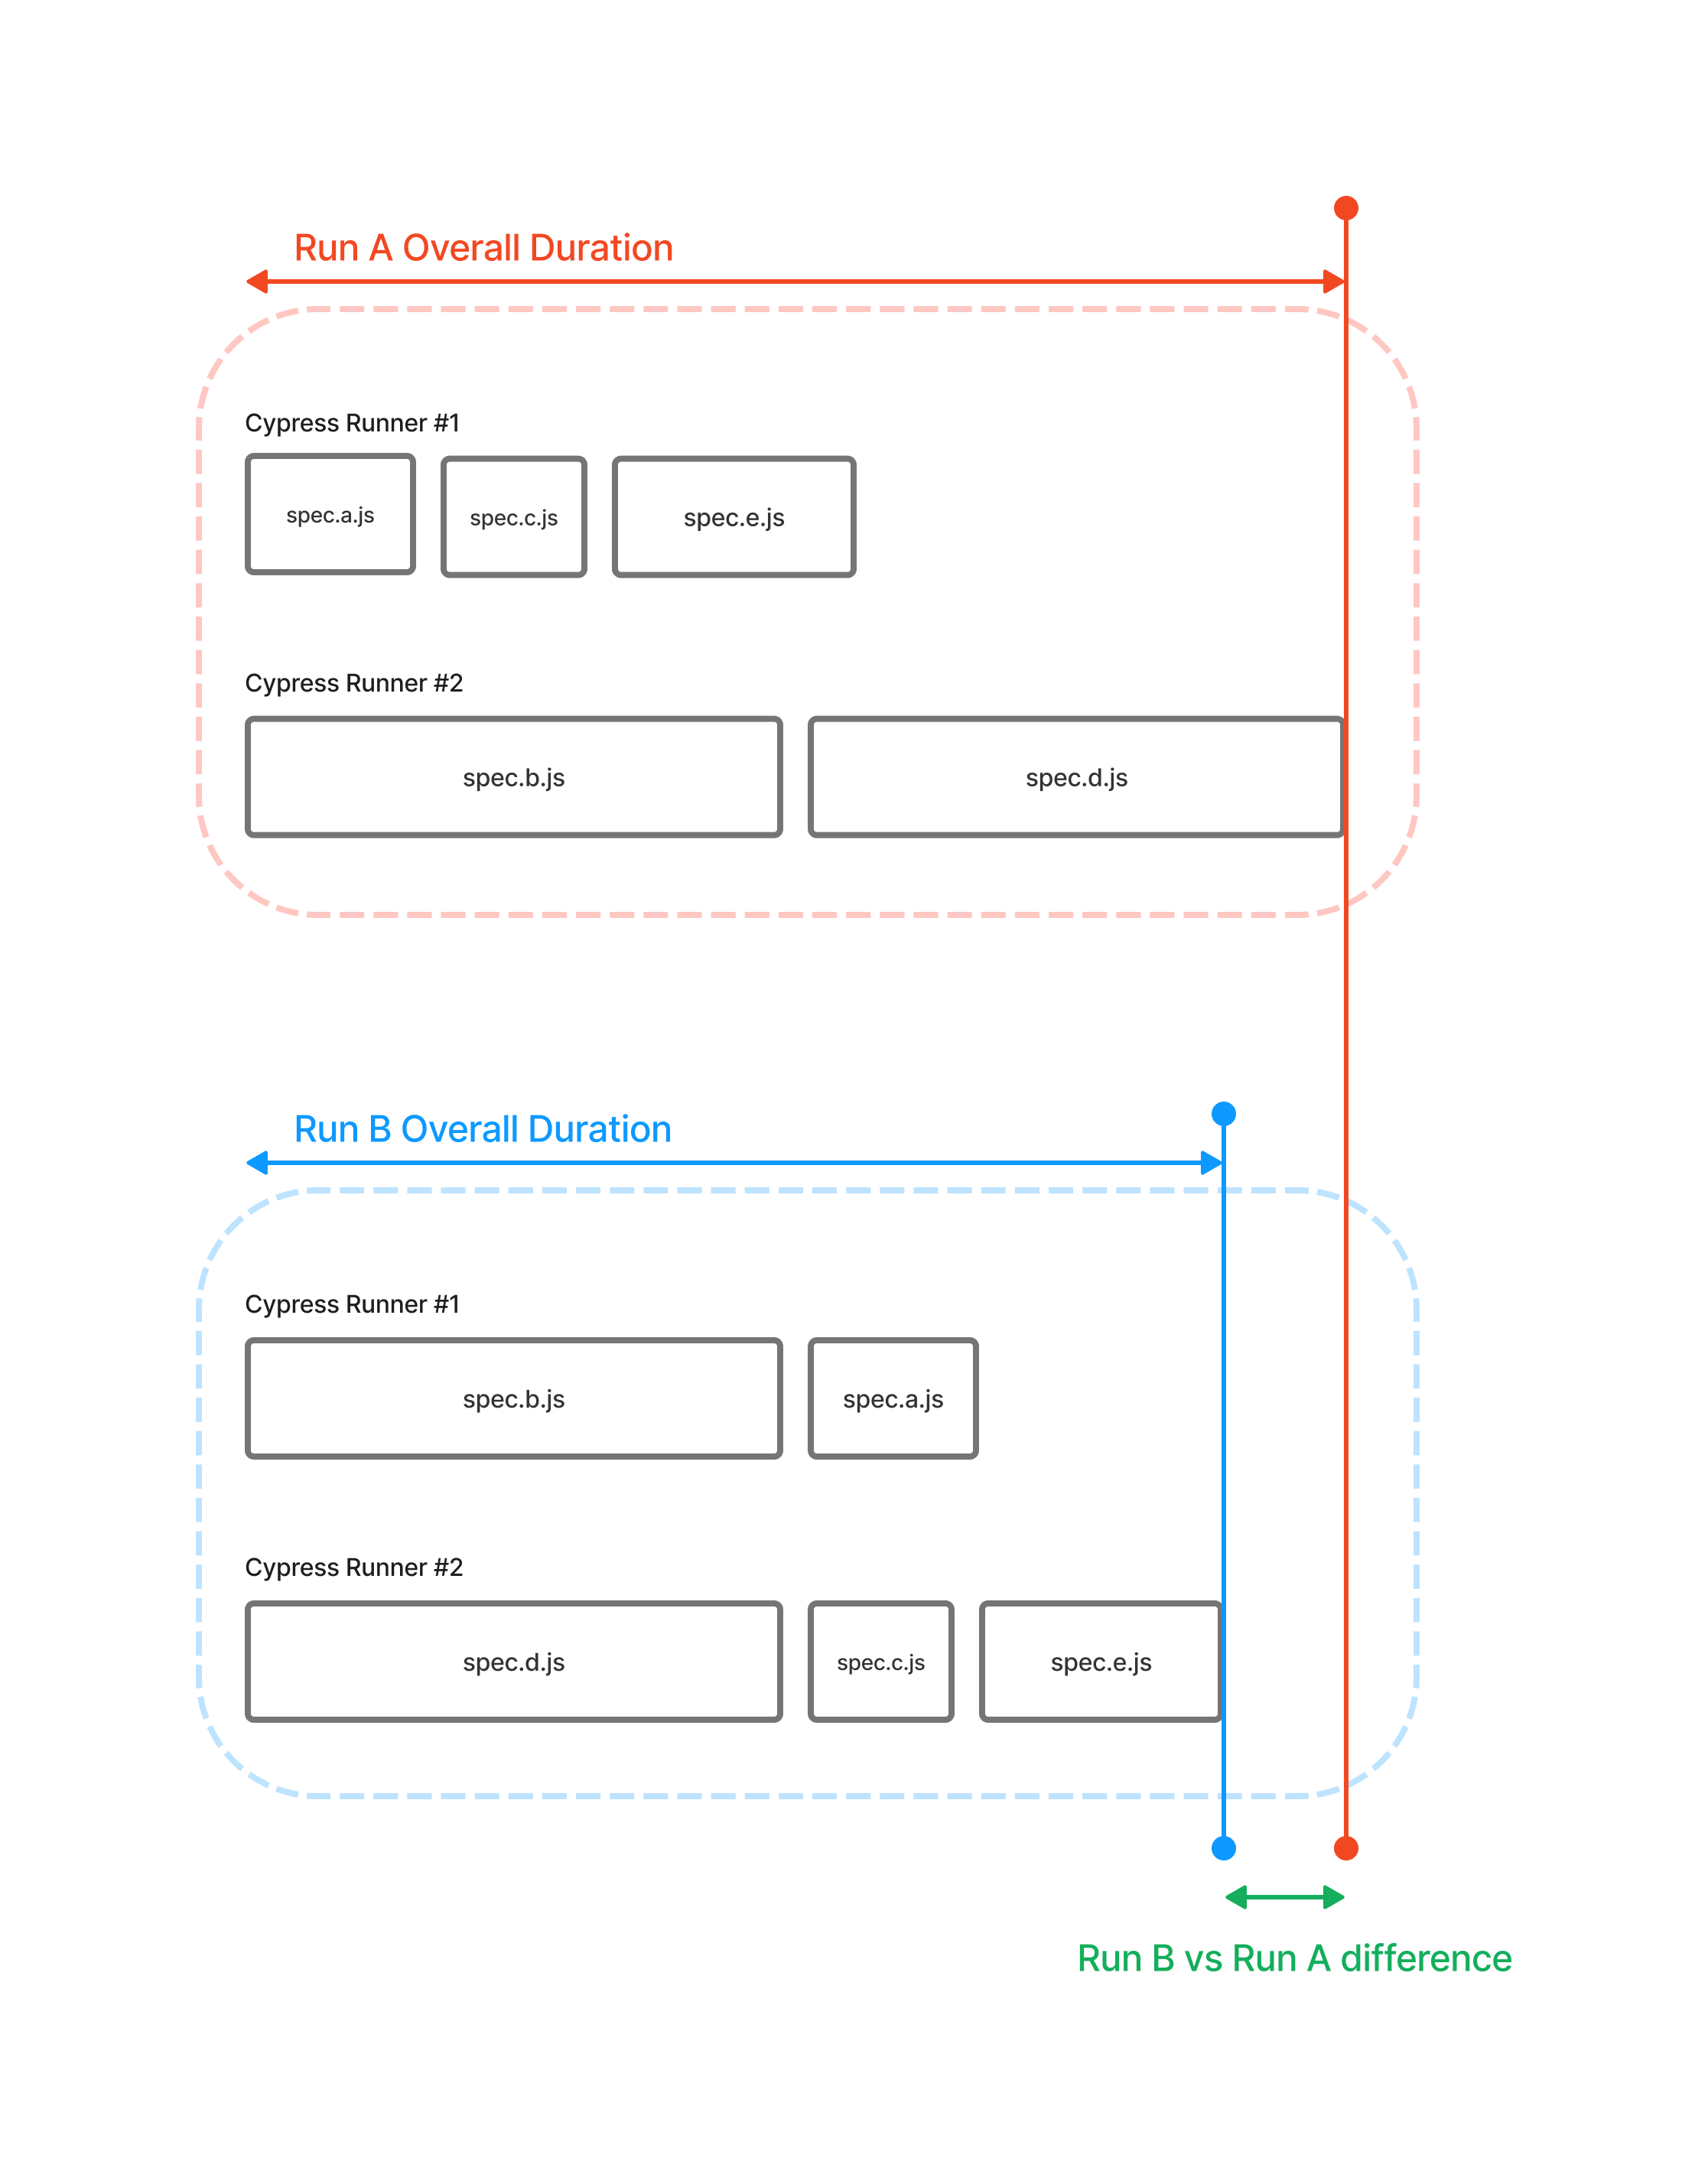 Run A Overall Duration
Cypress Runner #1
spec.a.js
spec.c.js
spec.e.js
Cypress Runner #2
spec.b.js
spec.d.js
Run B Overall Duration
Cypress Runner #1
spec.b.js
spec.a.js
Cypress Runner #2
spec.d.js
spec.c.js
spec.e.js
Run B vs Run A difference